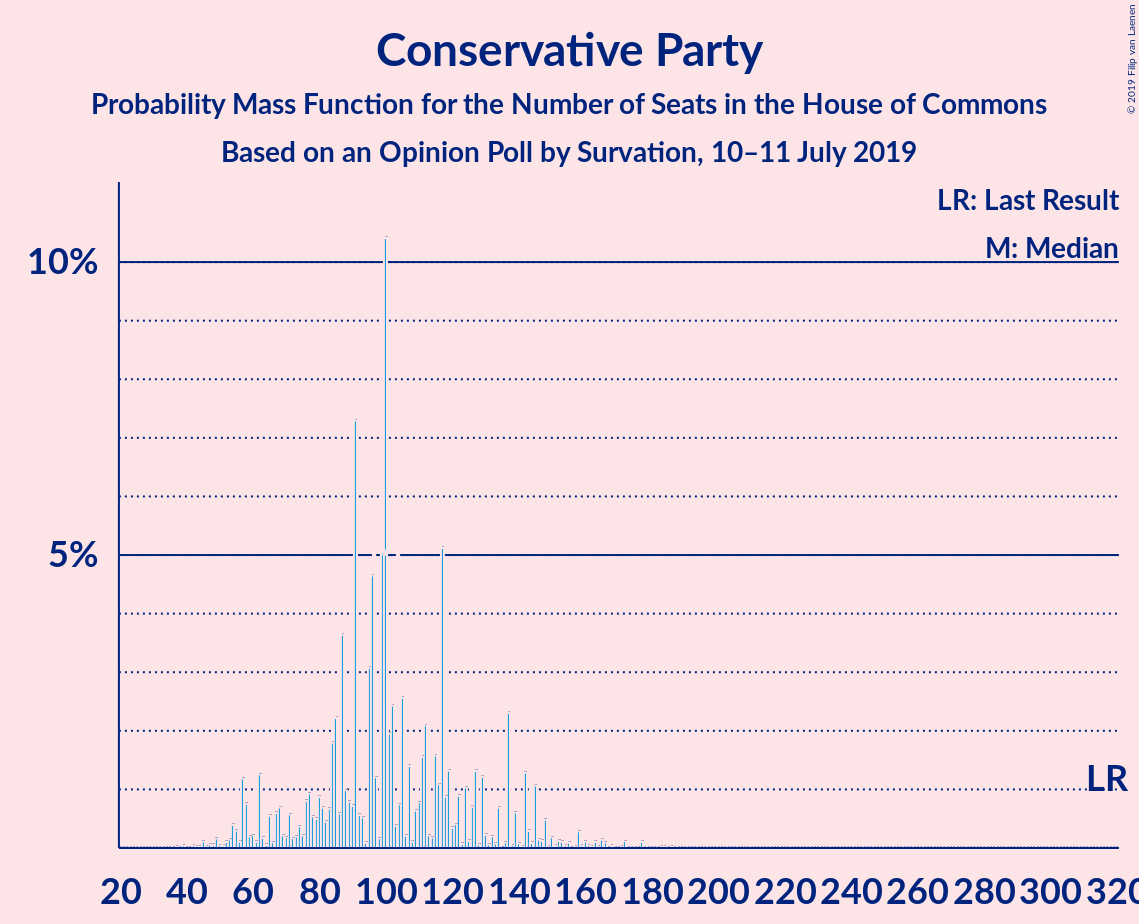 Conservative Party
Probability Mass Function for the Number of Seats in the House of Commons
Based on an Opinion Poll by Survation, 10–11 July 2019
© 2019 Filip van Laenen
LR: Last Result
M: Median
10%
5%
LR
20 40 60 80 100 120 140 160 180 200 220 240 260 280 300 320